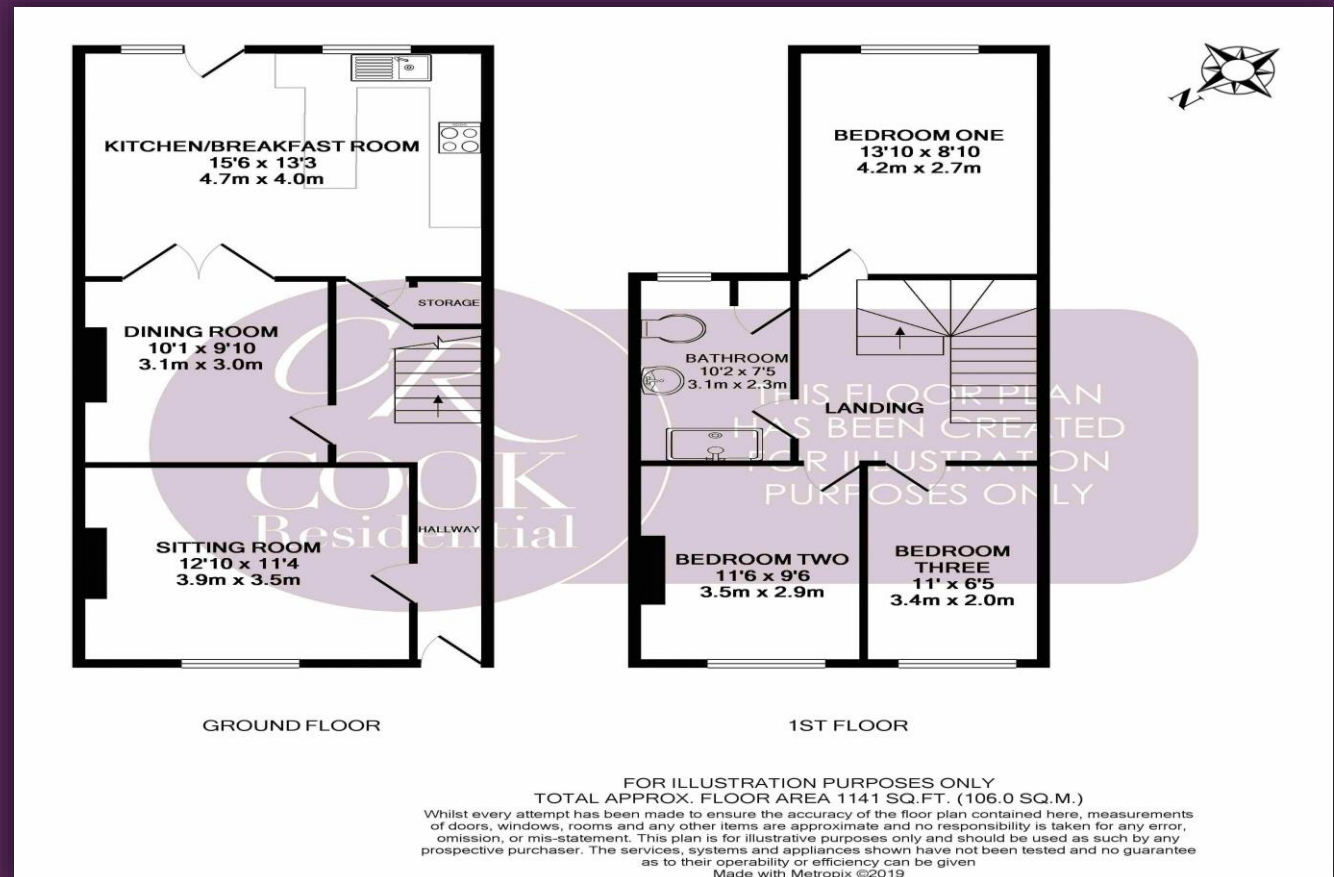 KITCHEN/BREAKFAST ROOM
15'6 x 13'3
4.7m x 4.0m
STORAGE
DINING ROOM
10'1 x 9'10
3.1m x 3.0m
SITTING ROOM
12'10 x 11'4
3.9m x 3.5m
HALLWAY
GROUND FLOOR
N
BEDROOM ONE
13'10 x 8'10
4.2m x 2.7m
BATHROOM
10'2 x 7'5
3.1m x 2.3m
LANDING
BEDROOM TWO
11'6 x 9'6
3.5m x 2.9m
BEDROOM
THREE
11' x 6'5
3.4m x 2.0m
1ST FLOOR
CR
COOK
Residential
THIS FLOOR PLAN
HAS BEEN CREATED
FOR ILLUSTRATION
PURPOSES ONLY
FOR ILLUSTRATION PURPOSES ONLY
TOTAL APPROX. FLOOR AREA 1141 SQ.FT. (106.0 SQ.M.)
Whilst every attempt has been made to ensure the accuracy of the floor plan contained here, measurements
of doors, windows, rooms and any other items are approximate and no responsibility is taken for any error,
omission, or mis-statement. This plan is for illustrative purposes only and should be used as such by any
prospective purchaser. The services, systems and appliances shown have not been tested and no guarantee
as to their operability or efficiency can be given
Made with Metropix ©2019